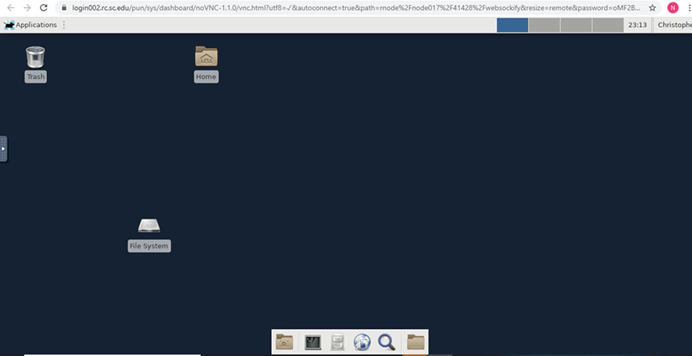 login002.rc.sc.edu/pun/sys/dashboard/noVNC-1.1.0/vnc.html?utf8=✓&autoconnect=true&path=rnode%2Fnode017%2F41428%2Fwebsockify&resize=remote&password=oMF2B...
N
Applications
23:13
Christophe
Trash
Home
File System